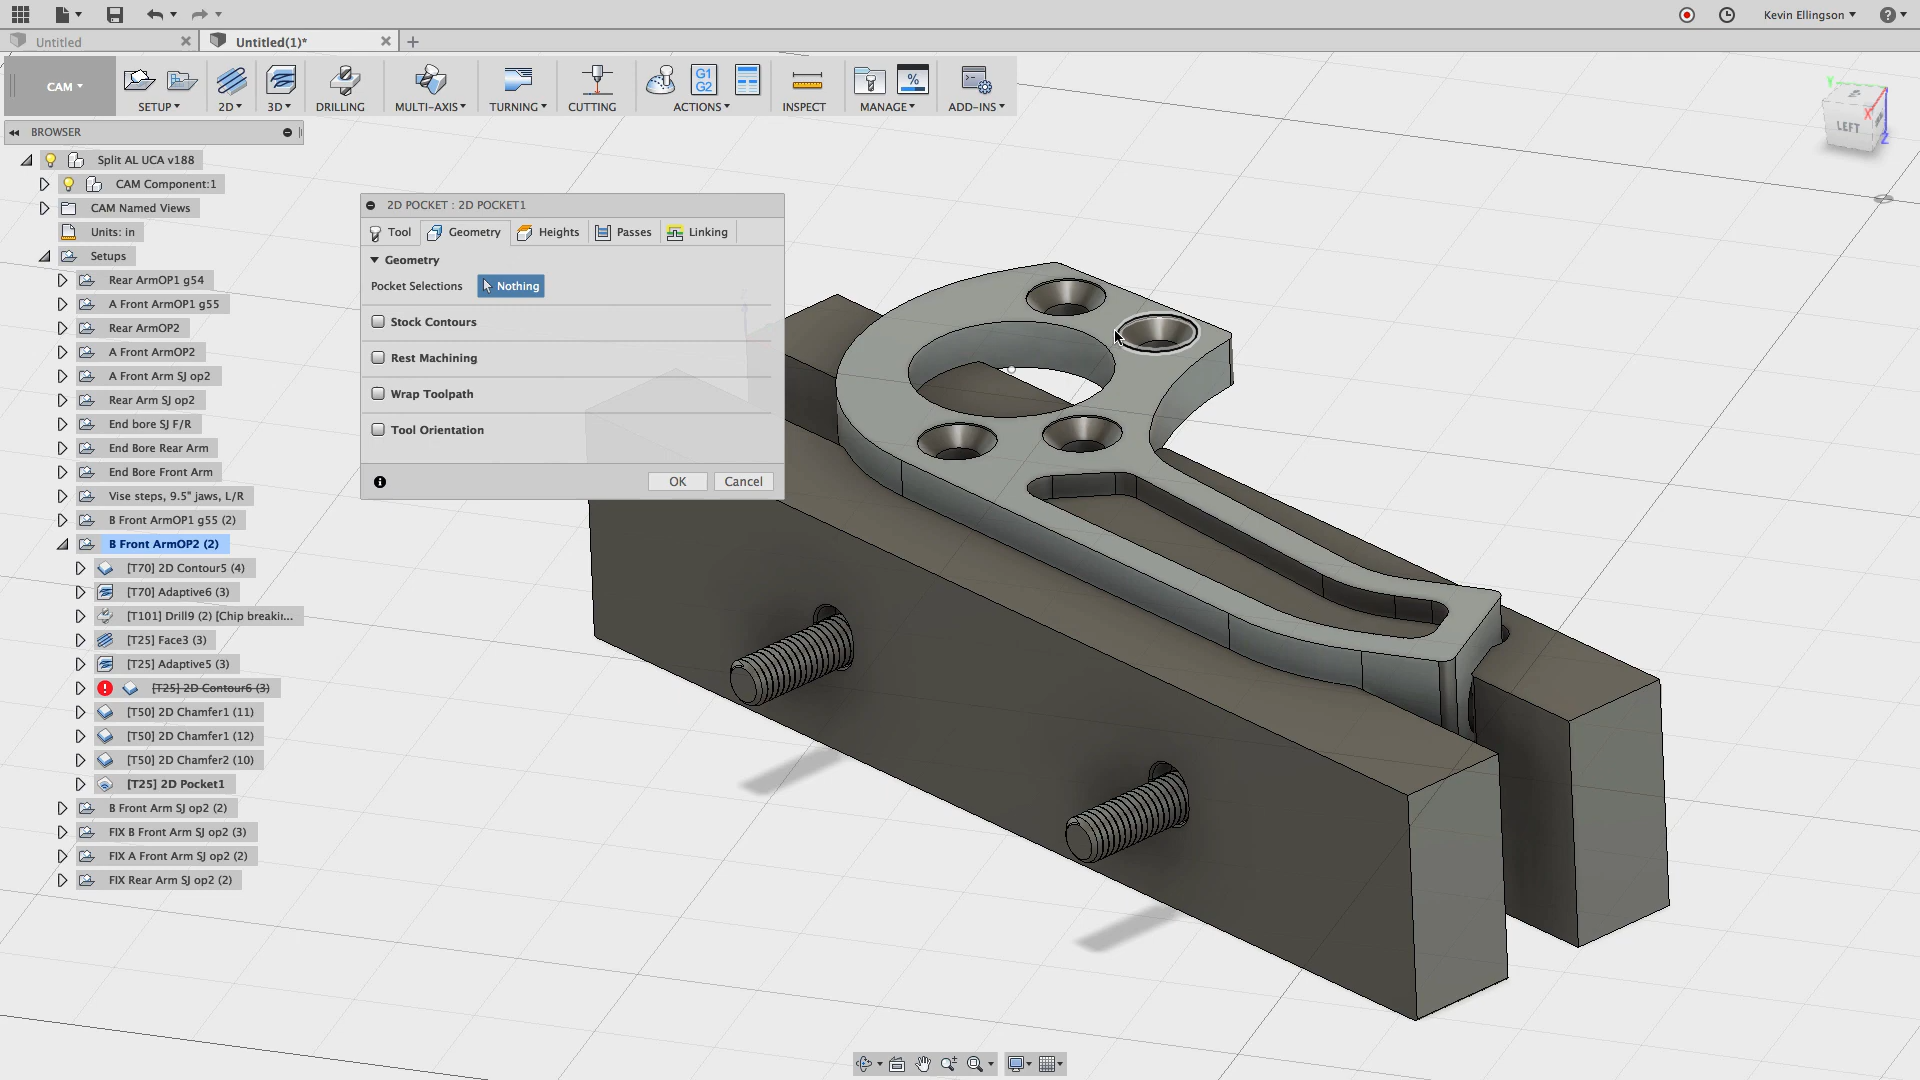 Kevin Ellingson
Untitled
Untitled(1)*
CAM
SETUP
2D
3D
DRILLING
MULTI-AXIS
TURNING
CUTTING
G1
G2
ACTIONS
INSPECT
%
MANAGE
ADD-INS
BROWSER
Split AL UCA v188
CAM Component:1
CAM Named Views
Units: in
Setups
Rear ArmOP1 g54
A Front ArmOP1 g55
Rear ArmOP2
A Front ArmOP2
A Front Arm SJ op2
Rear Arm SJ op2
End bore SJ F/R
End Bore Rear Arm
End Bore Front Arm
Vise steps, 9.5" jaws, L/R
B Front ArmOP1 g55 (2)
B Front ArmOP2 (2)
[T70] 2D Contour5 (4)
[T70] Adaptive6 (3)
[T101] Drill9 (2) [Chip breakir...
[T25] Face3 (3)
[T25] Adaptive5 (3)
[T25] 2D Contour6 (3)
[T50] 2D Chamfer1 (11)
[T50] 2D Chamfer1 (12)
[T50] 2D Chamfer2 (10)
[T25] 2D Pocket1
B Front Arm SJ op2 (2)
FIX B Front Arm SJ op2 (3)
FIX A Front Arm SJ op2 (2)
FIX Rear Arm SJ op2 (2)
2D POCKET : 2D POCKET1
Tool Geometry Heights Passes Linking
Geometry
Pocket Selections Nothing
Stock Contours
Rest Machining
Wrap Toolpath
Tool Orientation
OK Cancel
Y
X
LEFT
Z